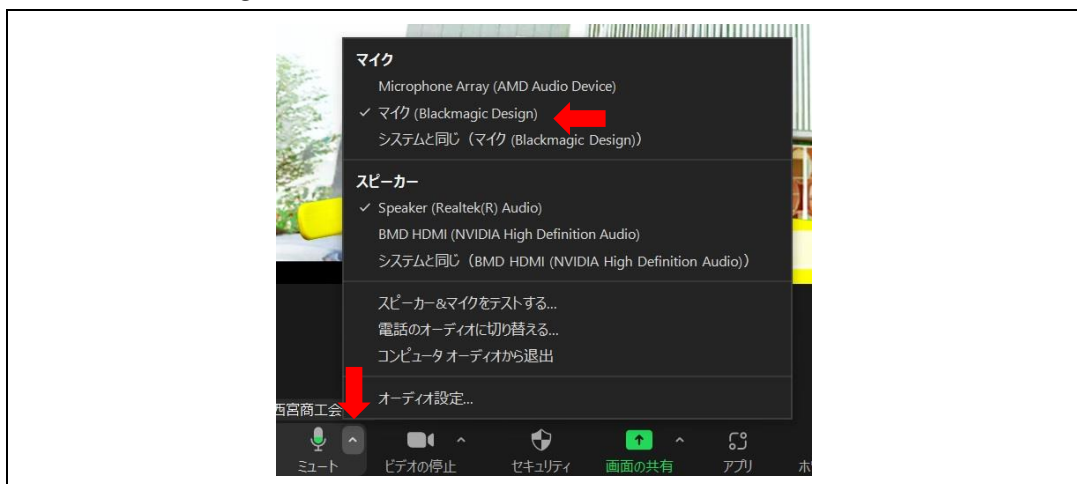 マイク
Microphone Array (AMD Audio Device)
マイク (Blackmagic Design)
システムと同じ（マイク (Blackmagic Design)）
スピーカー
Speaker (Realtek(R) Audio)
BMD HDMI (NVIDIA High Definition Audio)
システムと同じ（BMD HDMI (NVIDIA High Definition Audio)）
スピーカー&マイクをテストする...
電話のオーディオに切り替える...
コンピュータ オーディオから退出
オーディオ設定...
西宮商工会
ミュート ビデオの停止 セキュリティ 画面の共有 アプリ